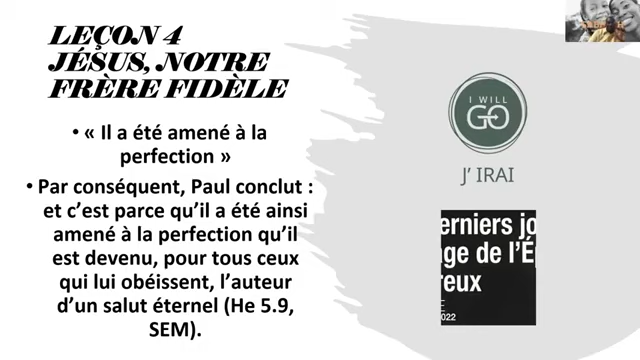 LEÇON 4
JÉSUS, NOTRE
FRÈRE FIDÈLE
• « Il a été amené à la
perfection »
• Par conséquent, Paul conclut :
et c’est parce qu’il a été ainsi
amené à la perfection qu’il
est devenu, pour tous ceux
qui lui obéissent, l’auteur
d’un salut éternel (He 5.9,
SEM).
I WILL
GO
J’ IRAI
erniers jo
ge de l’É
reux
2022